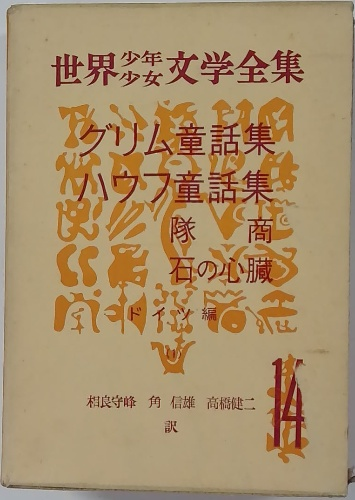 世界少年少女文学全集
グリム童話集
ハウフ童話集
隊商
石の心臓
ドイツ編
(1)
相良守峰 角信雄 高橋健二
訳
14